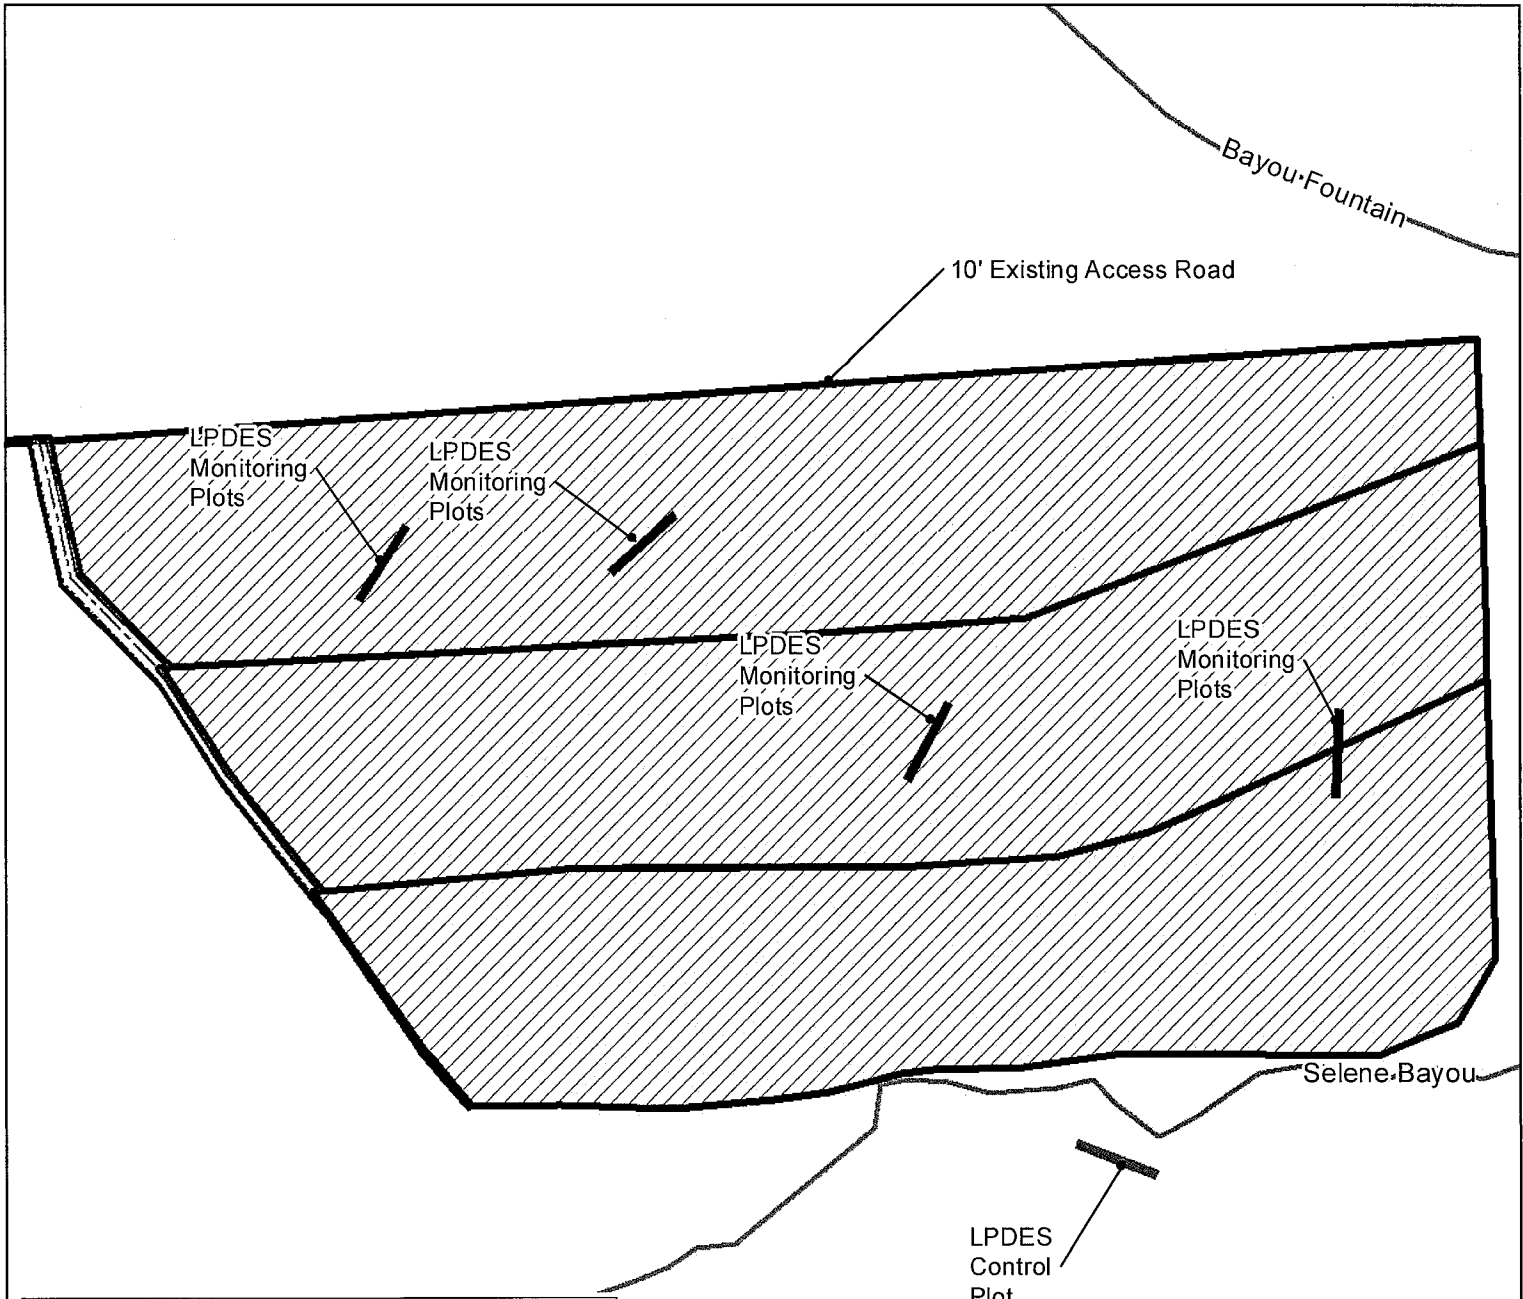 Bayou Fountain
10' Existing Access Road
LPDES
Monitoring
Plots
LPDES
Monitoring
Plots
LPDES
Monitoring
Plots
LPDES
Monitoring
Plots
Selene Bayou
LPDES
Control
Plot